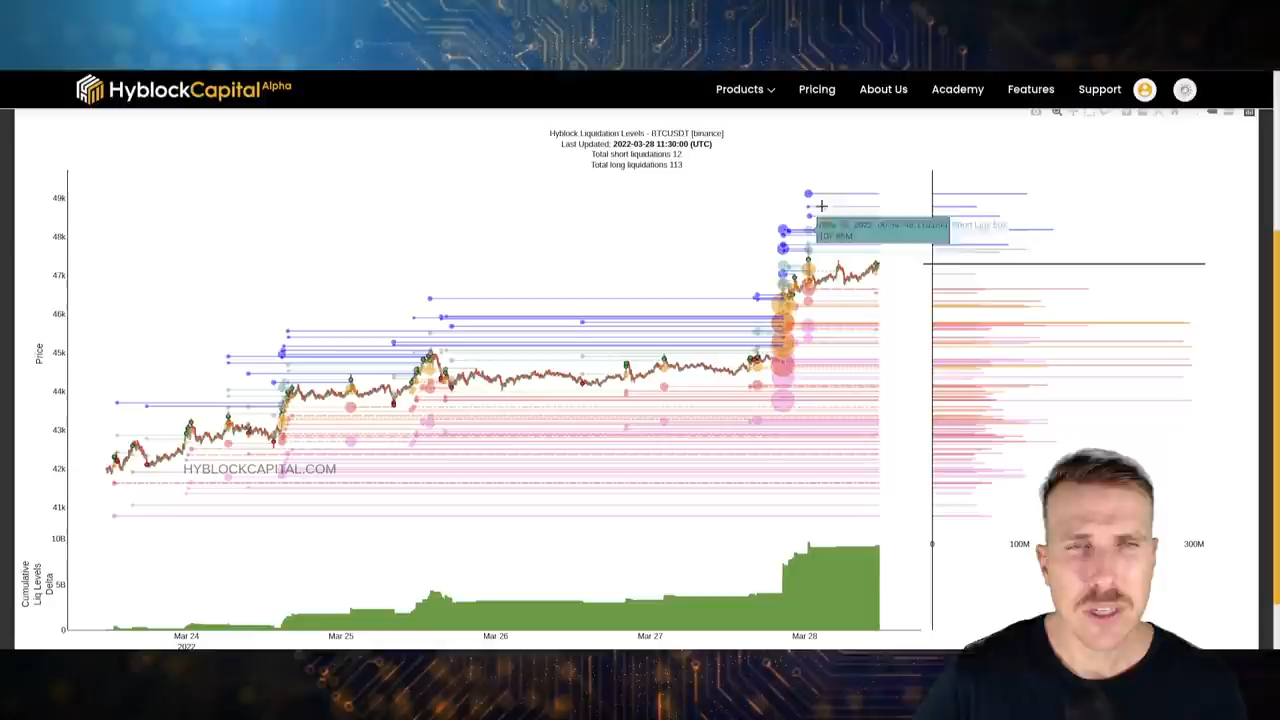 HyblockCapital Alpha
Products Pricing About Us Academy Features Support
Hyblock Liquidation Levels - BTCUSDT [binance]
Last Updated: 2022-03-28 11:30:00 (UTC)
Total short liquidations 12
Total long liquidations 113
49k
48k
47k
46k
45k
44k
43k
42k
41k
Price
HYBLOCKCAPITAL.COM
10B
5B
0
Cumulative
Liq Levels
Delta
Mar 24
2022
Mar 25
Mar 26
Mar 27
Mar 28
0
100M
300M